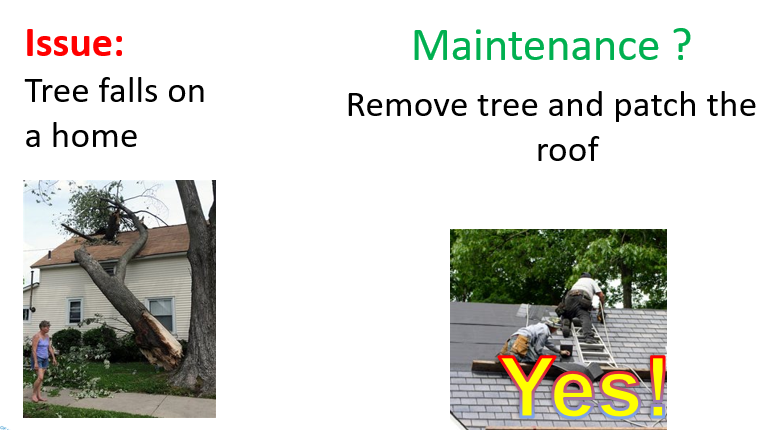 Issue:
Tree falls on
a home
Maintenance ?
Remove tree and patch the
roof
Yes!